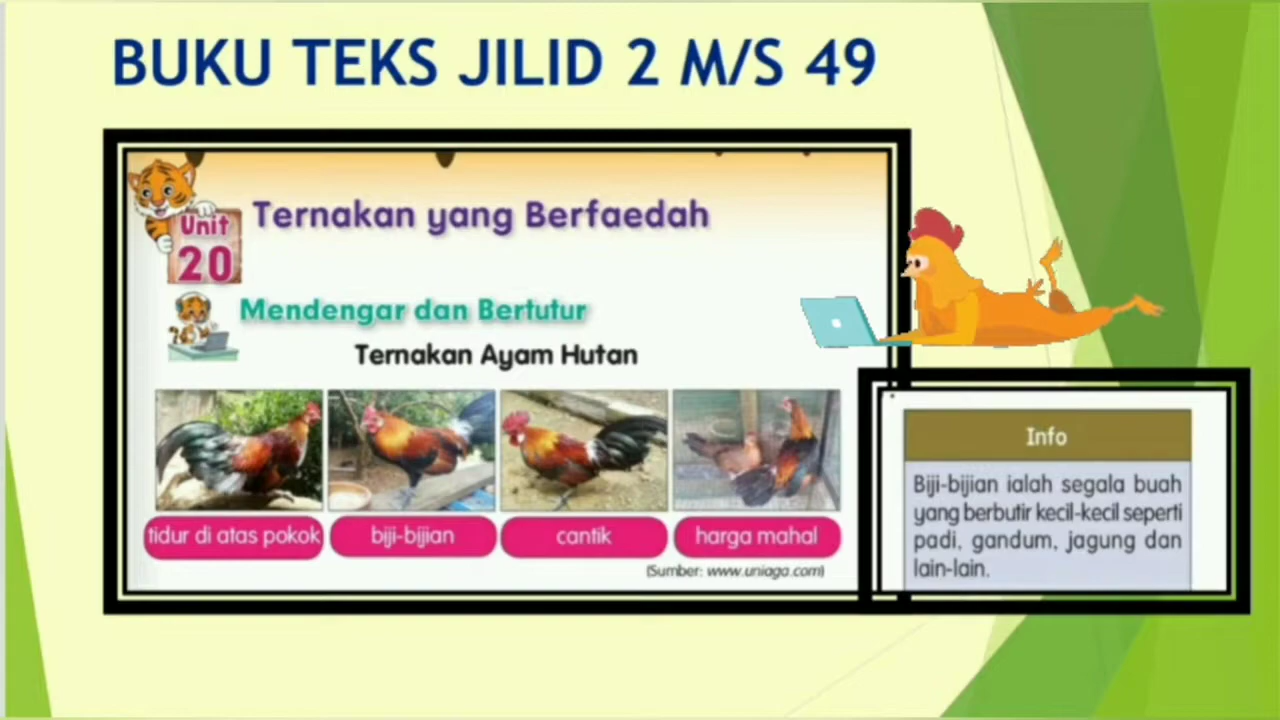 BUKU TEKS JILID 2 M/S 49
Unit
20
Ternakan yang Berfaedah
Mendengar dan Bertutur
Ternakan Ayam Hutan
tidur di atas pokok
biji-bijian
cantik
harga mahal
(Sumber: www.uniaga.com)
Info
Biji-bijian ialah segala buah
yang berbutir kecil-kecil seperti
padi, gandum, jagung dan
lain-lain.